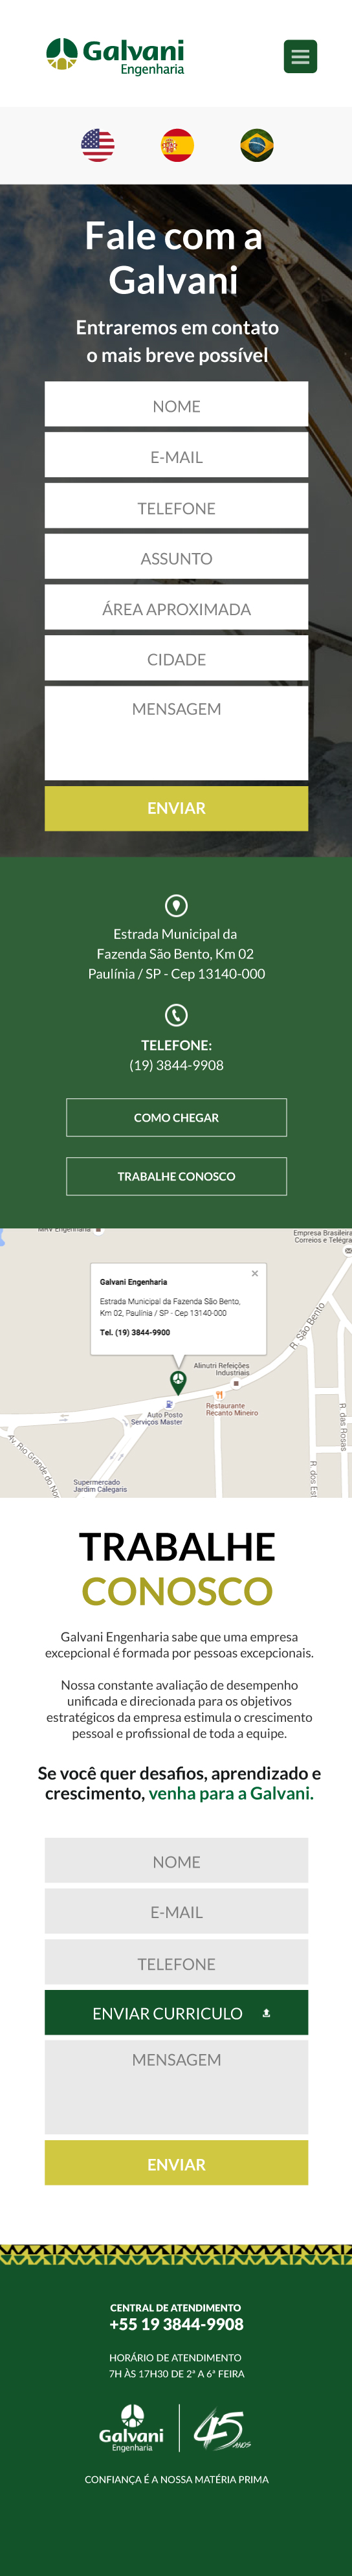 Galvani
Engenharia
Fale com a
Galvani
Entraremos em contato
o mais breve possível
NOME
E-MAIL
TELEFONE
ASSUNTO
ÁREA APROXIMADA
CIDADE
MENSAGEM
ENVIAR
Estrada Municipal da
Fazenda São Bento, Km 02
Paulínia / SP - Cep 13140-000
TELEFONE:
(19) 3844-9908
COMO CHEGAR
TRABALHE CONOSCO
MRV Engenharia
Empresa Brasileira
Correios e Telégra
Galvani Engenharia
Estrada Municipal da Fazenda São Bento,
Km 02, Paulínia / SP - Cep 13140-000
Tel. (19) 3844-9900
R. São Bento
Alinutri Refeições
Industriais
Restaurante
Recanto Mineiro
Auto Posto
Serviços Master
R. das Rosas
Av. Rio Grande do Nor
R. dos Est
Supermercado
Jardim Calegaris
TRABALHE
CONOSCO
Galvani Engenharia sabe que uma empresa
excepcional é formada por pessoas excepcionais.
Nossa constante avaliação de desempenho
unificada e direcionada para os objetivos
estratégicos da empresa estimula o crescimento
pessoal e profissional de toda a equipe.
Se você quer desafios, aprendizado e
crescimento, venha para a Galvani.
NOME
E-MAIL
TELEFONE
ENVIAR CURRICULO
MENSAGEM
ENVIAR
CENTRAL DE ATENDIMENTO
+55 19 3844-9908
HORÁRIO DE ATENDIMENTO
7H ÀS 17H30 DE 2ª A 6ª FEIRA
Galvani
Engenharia
45 ANOS
CONFIANÇA É A NOSSA MATÉRIA PRIMA